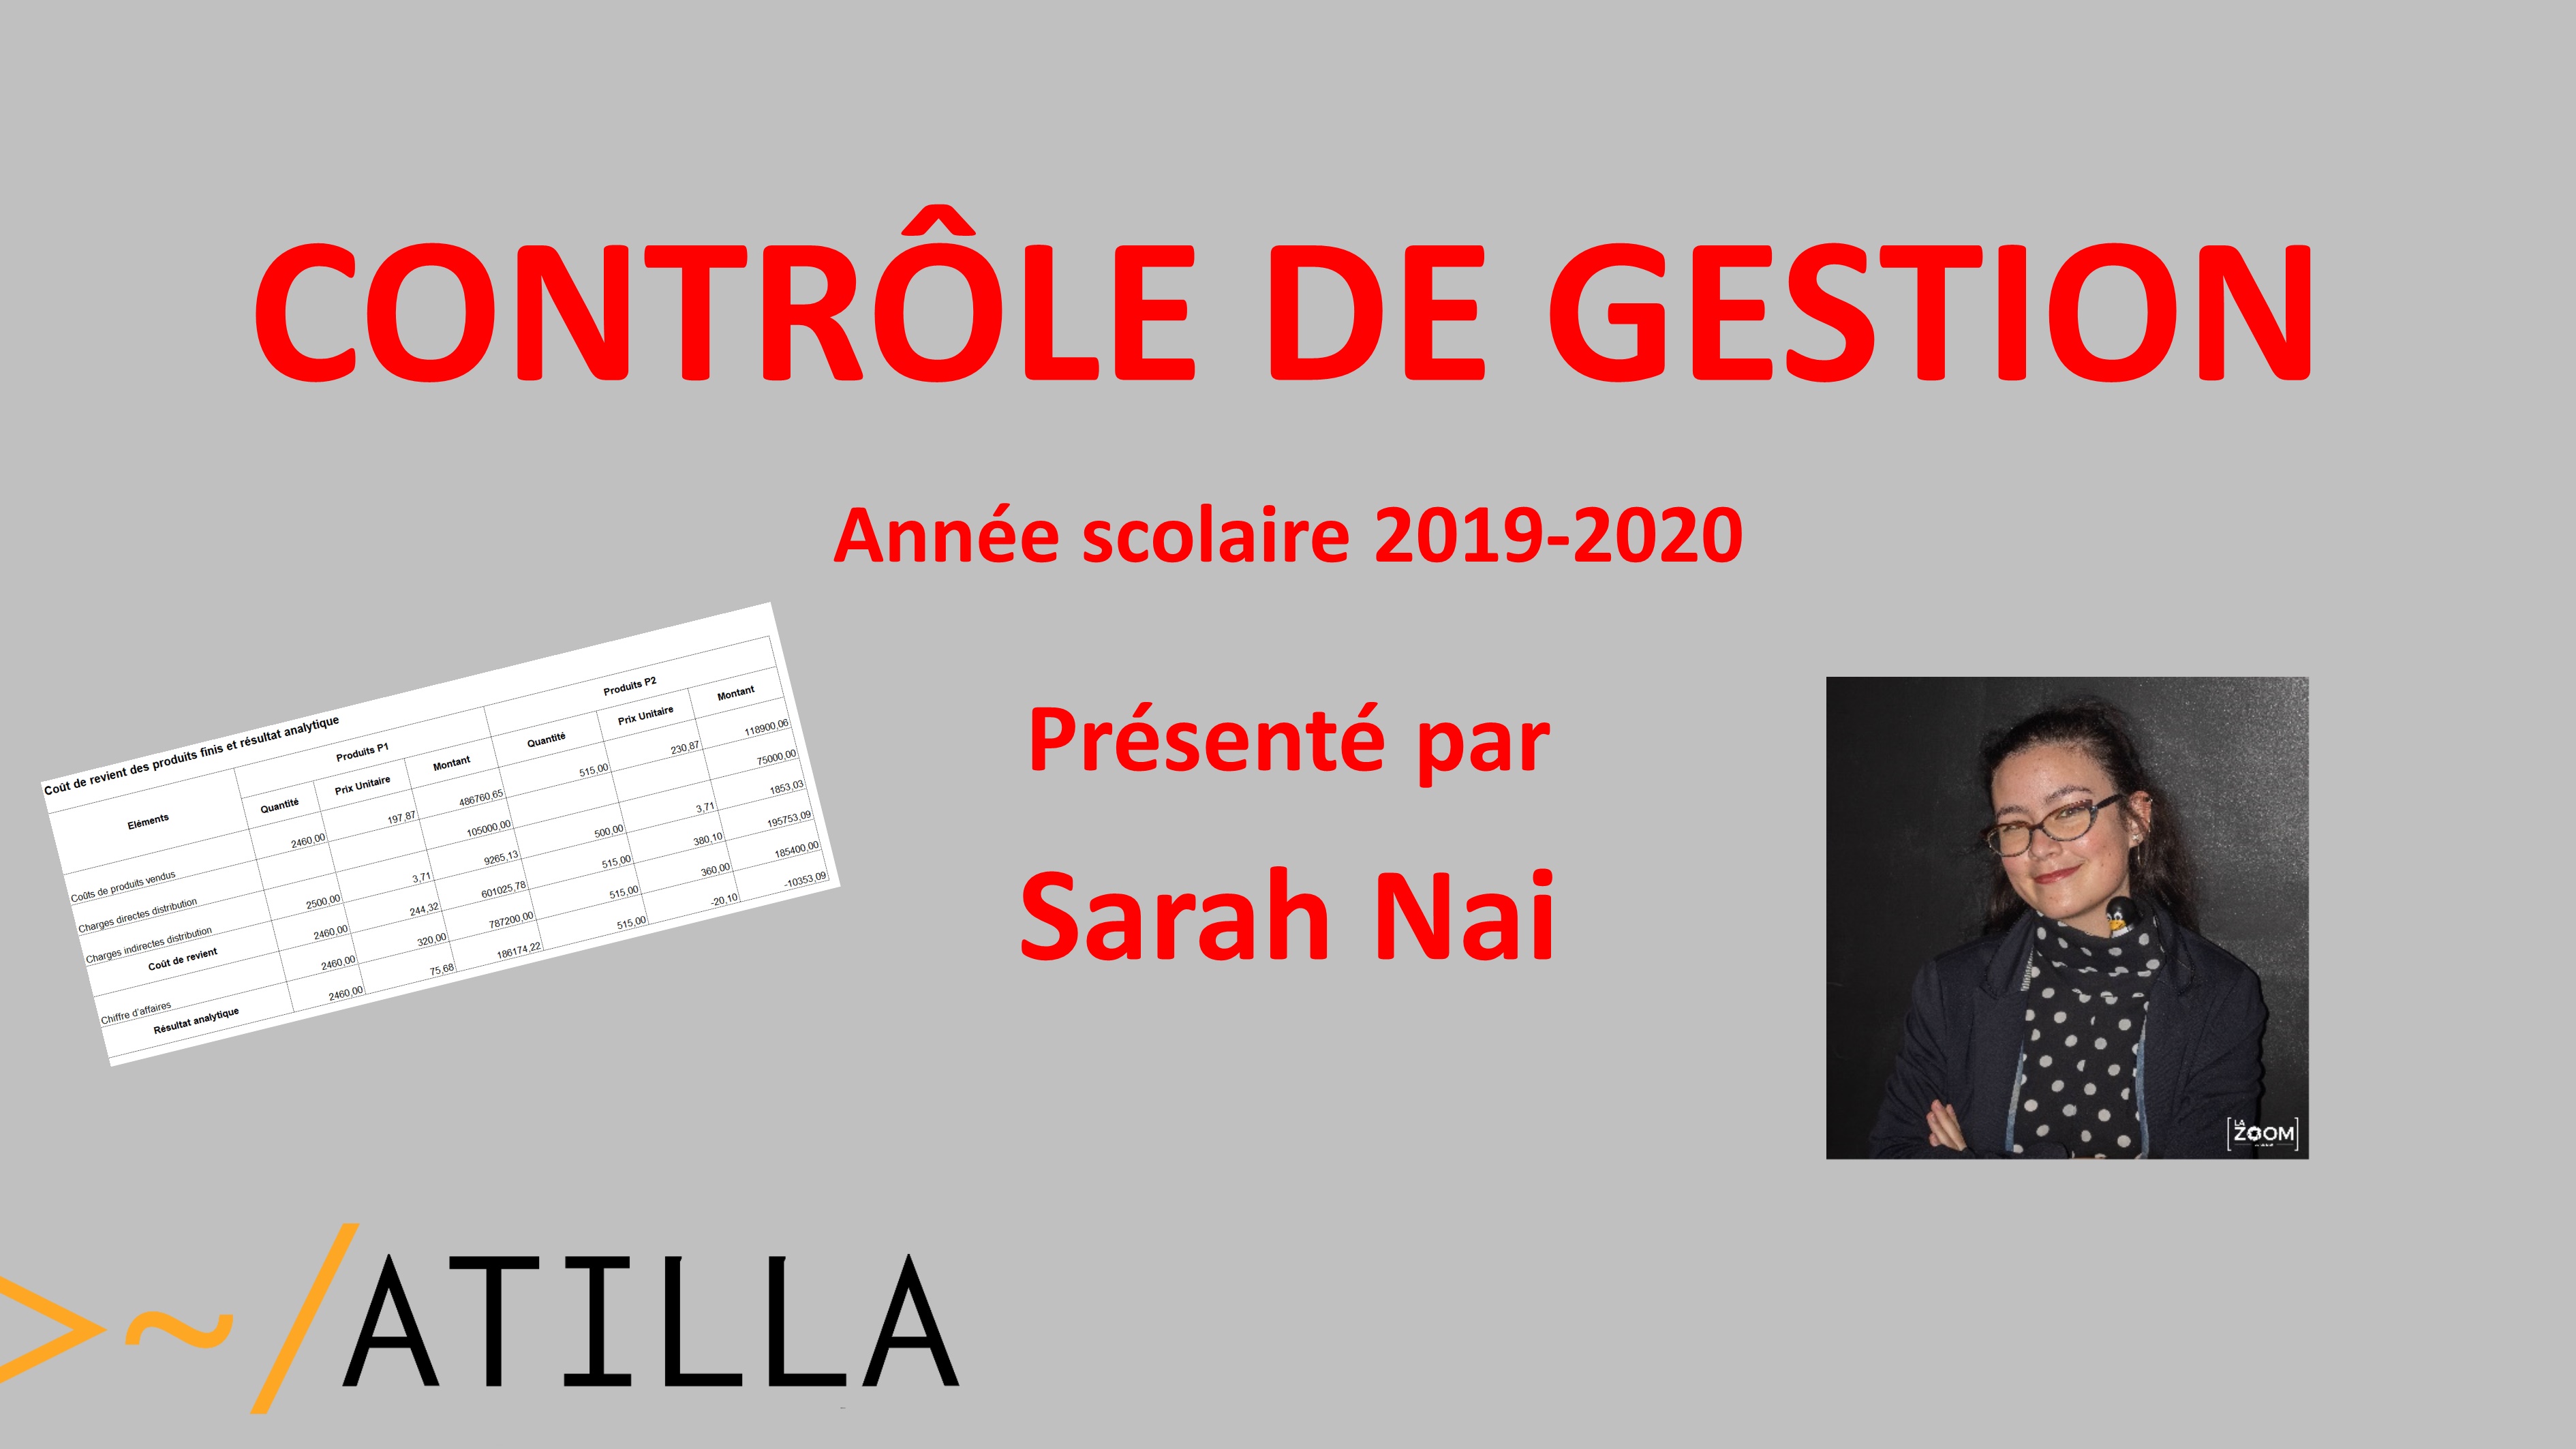 CONTRÔLE DE GESTION
Année scolaire 2019-2020
Coût de revient des produits finis et résultat analytique
Eléments Produits P1 Produits P2
Quantité Prix Unitaire Montant Quantité Prix Unitaire Montant
Coûts de produits vendus 2460,00 197,87 486760,65 515,00 230,87 118900,06
Charges directes distribution 105000,00 75000,00
Charges indirectes distribution 2500,00 3,71 9265,13 500,00 3,71 1853,03
Coût de revient 2460,00 244,32 601025,78 515,00 380,10 195753,09
Chiffre d'affaires 2460,00 320,00 787200,00 515,00 360,00 185400,00
Résultat analytique 2460,00 75,68 186174,22 515,00 -20,10 -10353,09
Présenté par
Sarah Nai
LA
ZOOM
>~/ATILLA